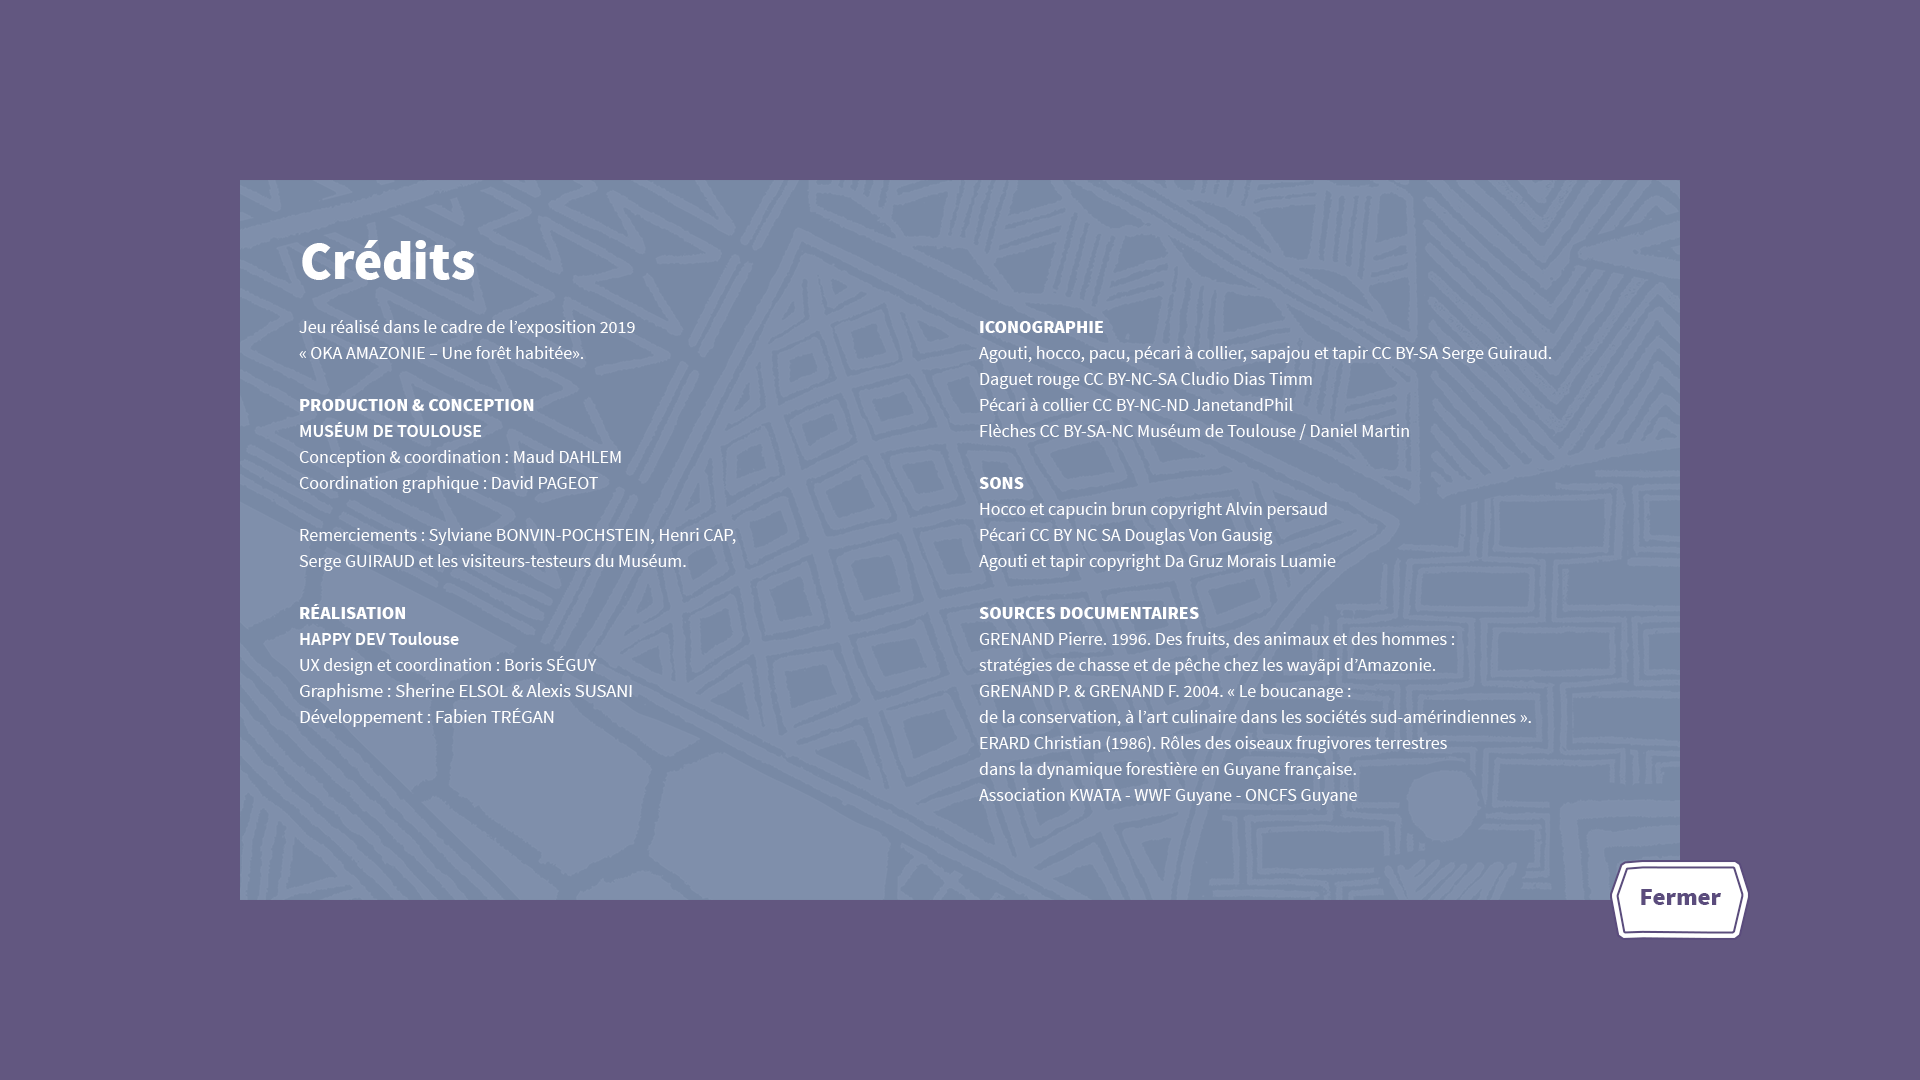 Crédits
Jeu réalisé dans le cadre de l’exposition 2019
« OKA AMAZONIE – Une forêt habitée».
PRODUCTION & CONCEPTION
MUSÉUM DE TOULOUSE
Conception & coordination : Maud DAHLEM
Coordination graphique : David PAGEOT
Remerciements : Sylviane BONVIN-POCHSTEIN, Henri CAP,
Serge GUIRAUD et les visiteurs-testeurs du Muséum.
RÉALISATION
HAPPY DEV Toulouse
UX design et coordination : Boris SÉGUY
Graphisme : Sherine ELSOL & Alexis SUSANI
Développement : Fabien TRÉGAN
ICONOGRAPHIE
Agouti, hocco, pacu, pécari à collier, sapajou et tapir CC BY-SA Serge Guiraud.
Daguet rouge CC BY-NC-SA Cludio Dias Timm
Pécari à collier CC BY-NC-ND JanetandPhil
Flèches CC BY-SA-NC Muséum de Toulouse / Daniel Martin
SONS
Hocco et capucin brun copyright Alvin persaud
Pécari CC BY NC SA Douglas Von Gausig
Agouti et tapir copyright Da Gruz Morais Luamie
SOURCES DOCUMENTAIRES
GRENAND Pierre. 1996. Des fruits, des animaux et des hommes :
stratégies de chasse et de pêche chez les wayãpi d’Amazonie.
GRENAND P. & GRENAND F. 2004. « Le boucanage :
de la conservation, à l’art culinaire dans les sociétés sud-amérindiennes ».
ERARD Christian (1986). Rôles des oiseaux frugivores terrestres
dans la dynamique forestière en Guyane française.
Association KWATA - WWF Guyane - ONCFS Guyane
Fermer